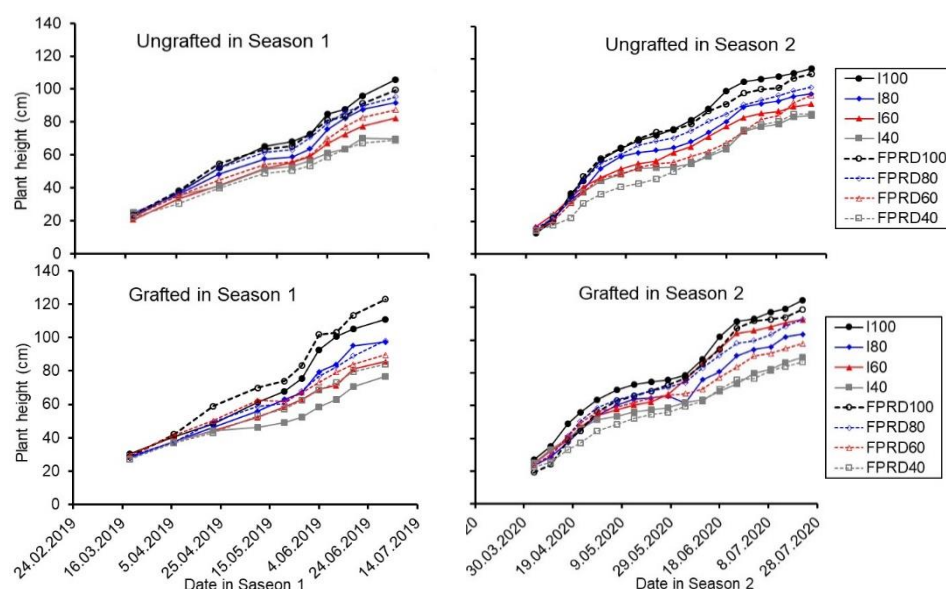 Ungrafted in Season 1
Plant height (cm)
140
120
100
80
60
40
20
0
Ungrafted in Season 2
I100
I80
I60
I40
FPRD100
FPRD80
FPRD60
FPRD40
Grafted in Season 1
Plant height (cm)
120
100
80
60
40
20
0
24.02.2019
16.03.2019
5.04.2019
25.04.2019
15.05.2019
4.06.2019
24.06.2019
14.07.2019
Date in Saseon 1
Grafted in Season 2
I100
I80
I60
I40
FPRD100
FPRD80
FPRD60
FPRD40
20
30.03.2020
19.04.2020
9.05.2020
29.05.2020
18.06.2020
8.07.2020
28.07.2020
Date in Season 2